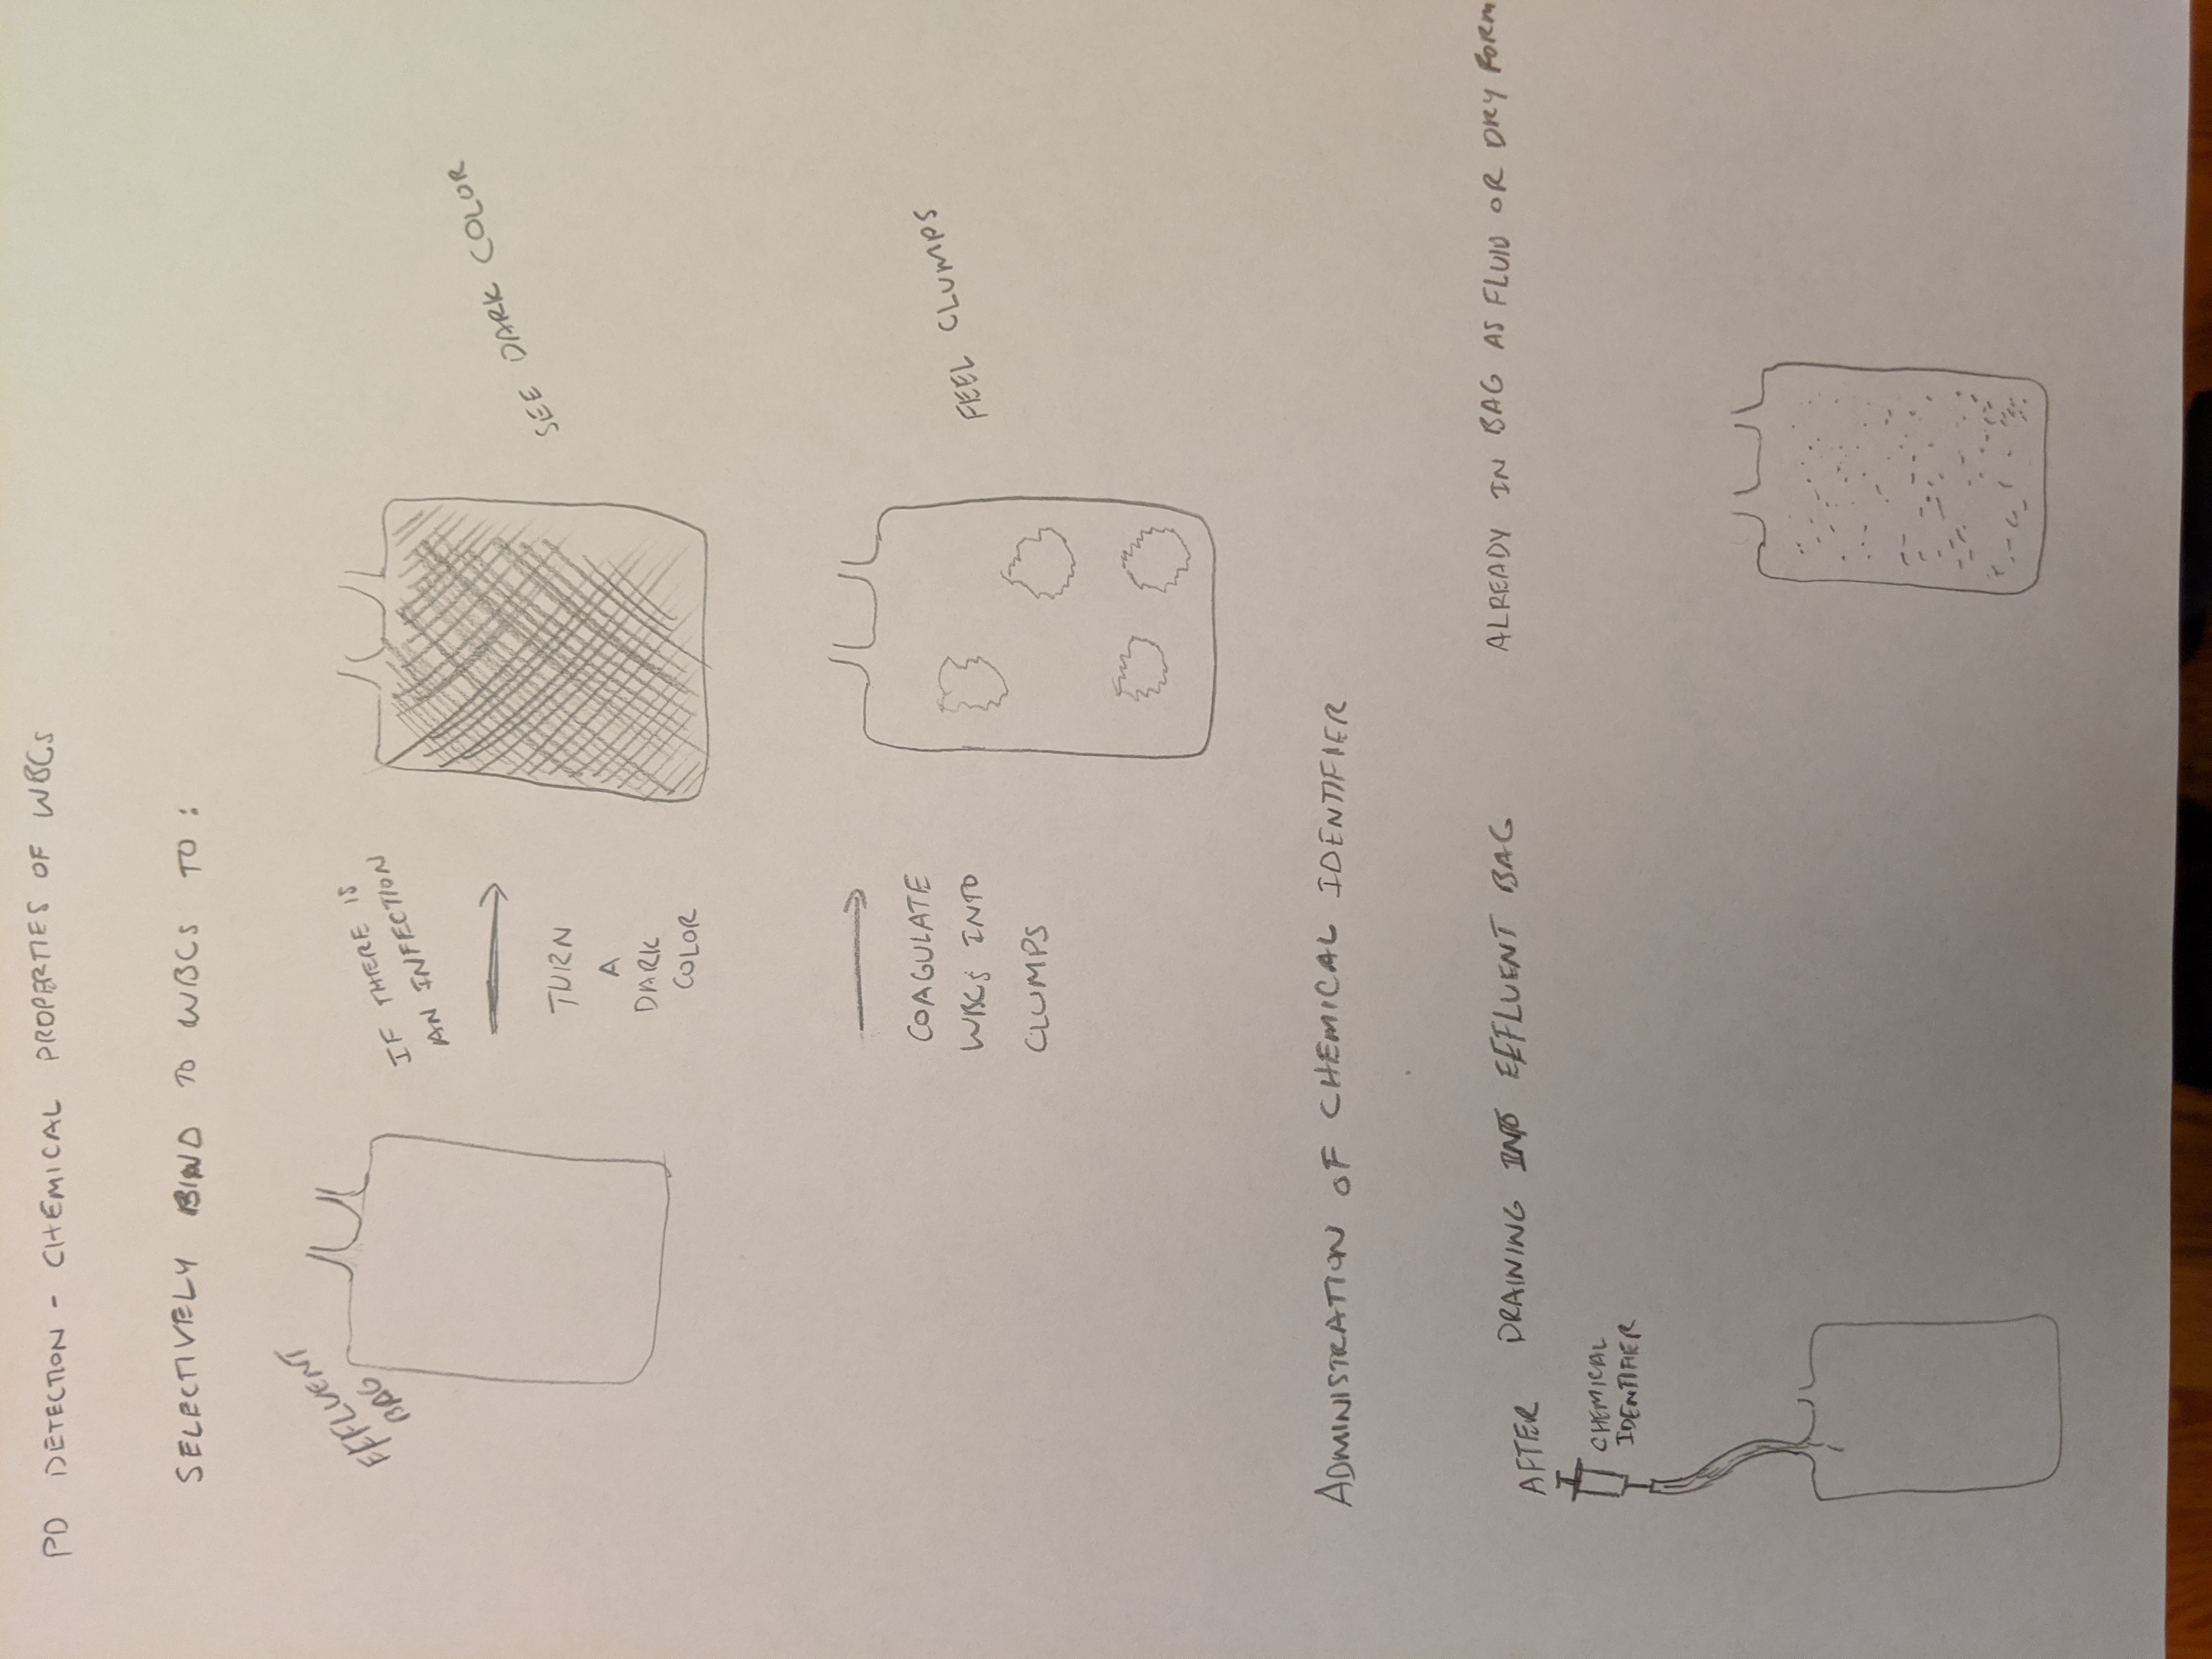 PD DETECTION - CHEMICAL PROPERTIES OF WBCs
SELECTIVELY BIND TO WBCs TO:
EFFLUENT
BAG
IF THERE IS
AN INFECTION
TURN
A
DARK
COLOR
SEE DARK COLOR
COAGULATE
WBCs INTO
CLUMPS
FEEL CLUMPS
ADMINISTRATION OF CHEMICAL IDENTIFIER
AFTER DRAINING INTO EFFLUENT BAG
CHEMICAL
IDENTIFIER
ALREADY IN BAG AS FLUID OR DRY FORM